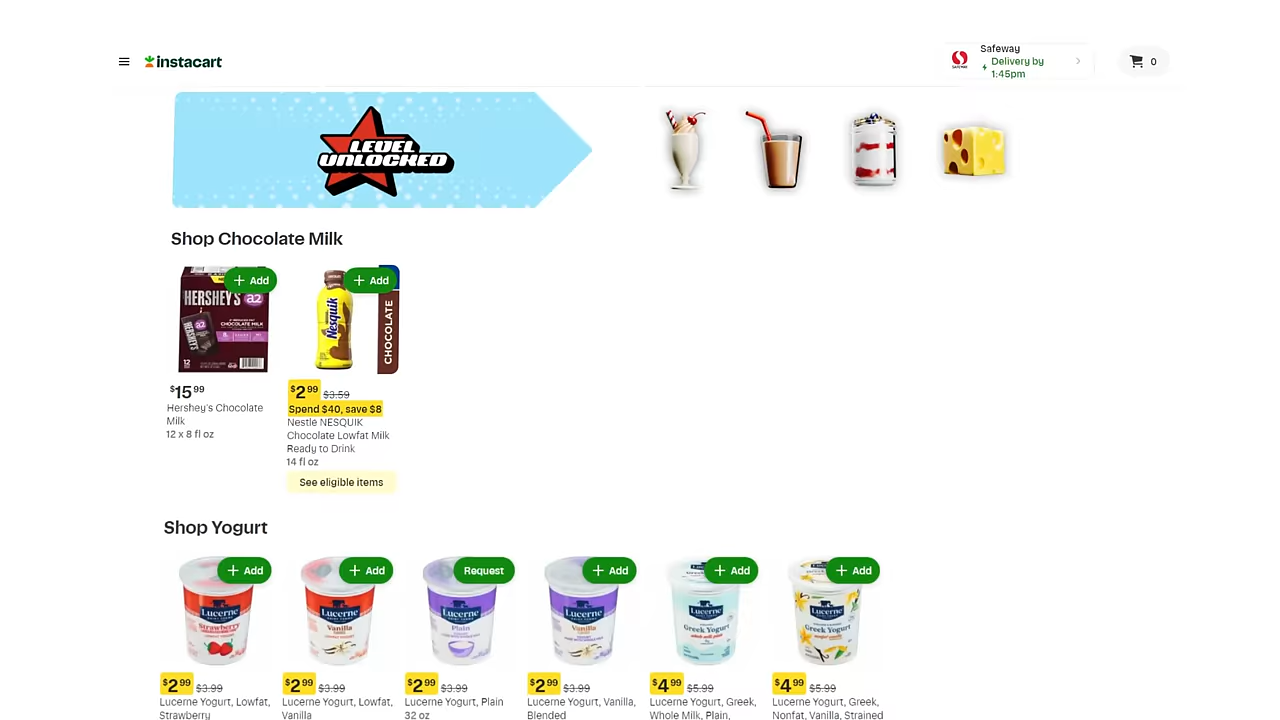 instacart
Safeway
Delivery by
1:45pm
0
LEVEL
UNLOCKED
Shop Chocolate Milk
+ Add
+ Add
HERSHEY'S
a2
CHOCOLATE MILK
12
Nesquik
CHOCOLATE
$15 99
Hershey's Chocolate
Milk
12 x 8 fl oz
$2 99 $3.59
Spend $40, save $8
Nestle NESQUIK
Chocolate Lowfat Milk
Ready to Drink
14 fl oz
See eligible items
Shop Yogurt
+ Add
+ Add
Request
+ Add
+ Add
+ Add
Lucerne
Strawberry
Lucerne
Vanilla
Lucerne
Plain
Lucerne
Vanilla
Lucerne
Greek Yogurt
Lucerne
Greek Yogurt
$2 99 $3.99
Lucerne Yogurt, Lowfat,
Strawberry
$2 99 $3.99
Lucerne Yogurt, Lowfat,
Vanilla
$2 99 $3.99
Lucerne Yogurt, Plain
32 oz
$2 99 $3.99
Lucerne Yogurt, Vanilla,
Blended
$4 99 $5.99
Lucerne Yogurt, Greek,
Whole Milk, Plain,
$4 99 $5.99
Lucerne Yogurt, Greek,
Nonfat, Vanilla, Strained